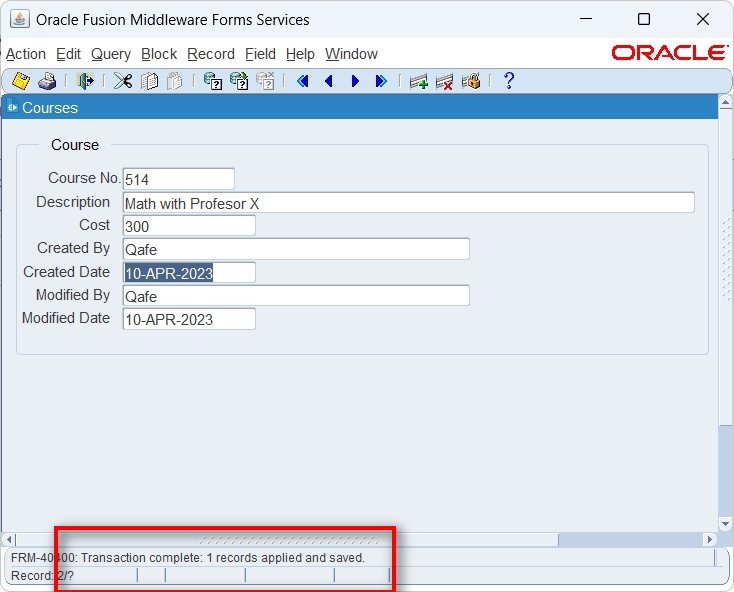 Oracle Fusion Middleware Forms Services
Action Edit Query Block Record Field Help Window
ORACLE
Courses
Course
Course No. 514
Description Math with Profesor X
Cost 300
Created By Qafe
Created Date 10-APR-2023
Modified By Qafe
Modified Date 10-APR-2023
FRM-40400: Transaction complete: 1 records applied and saved.
Record: 2/?